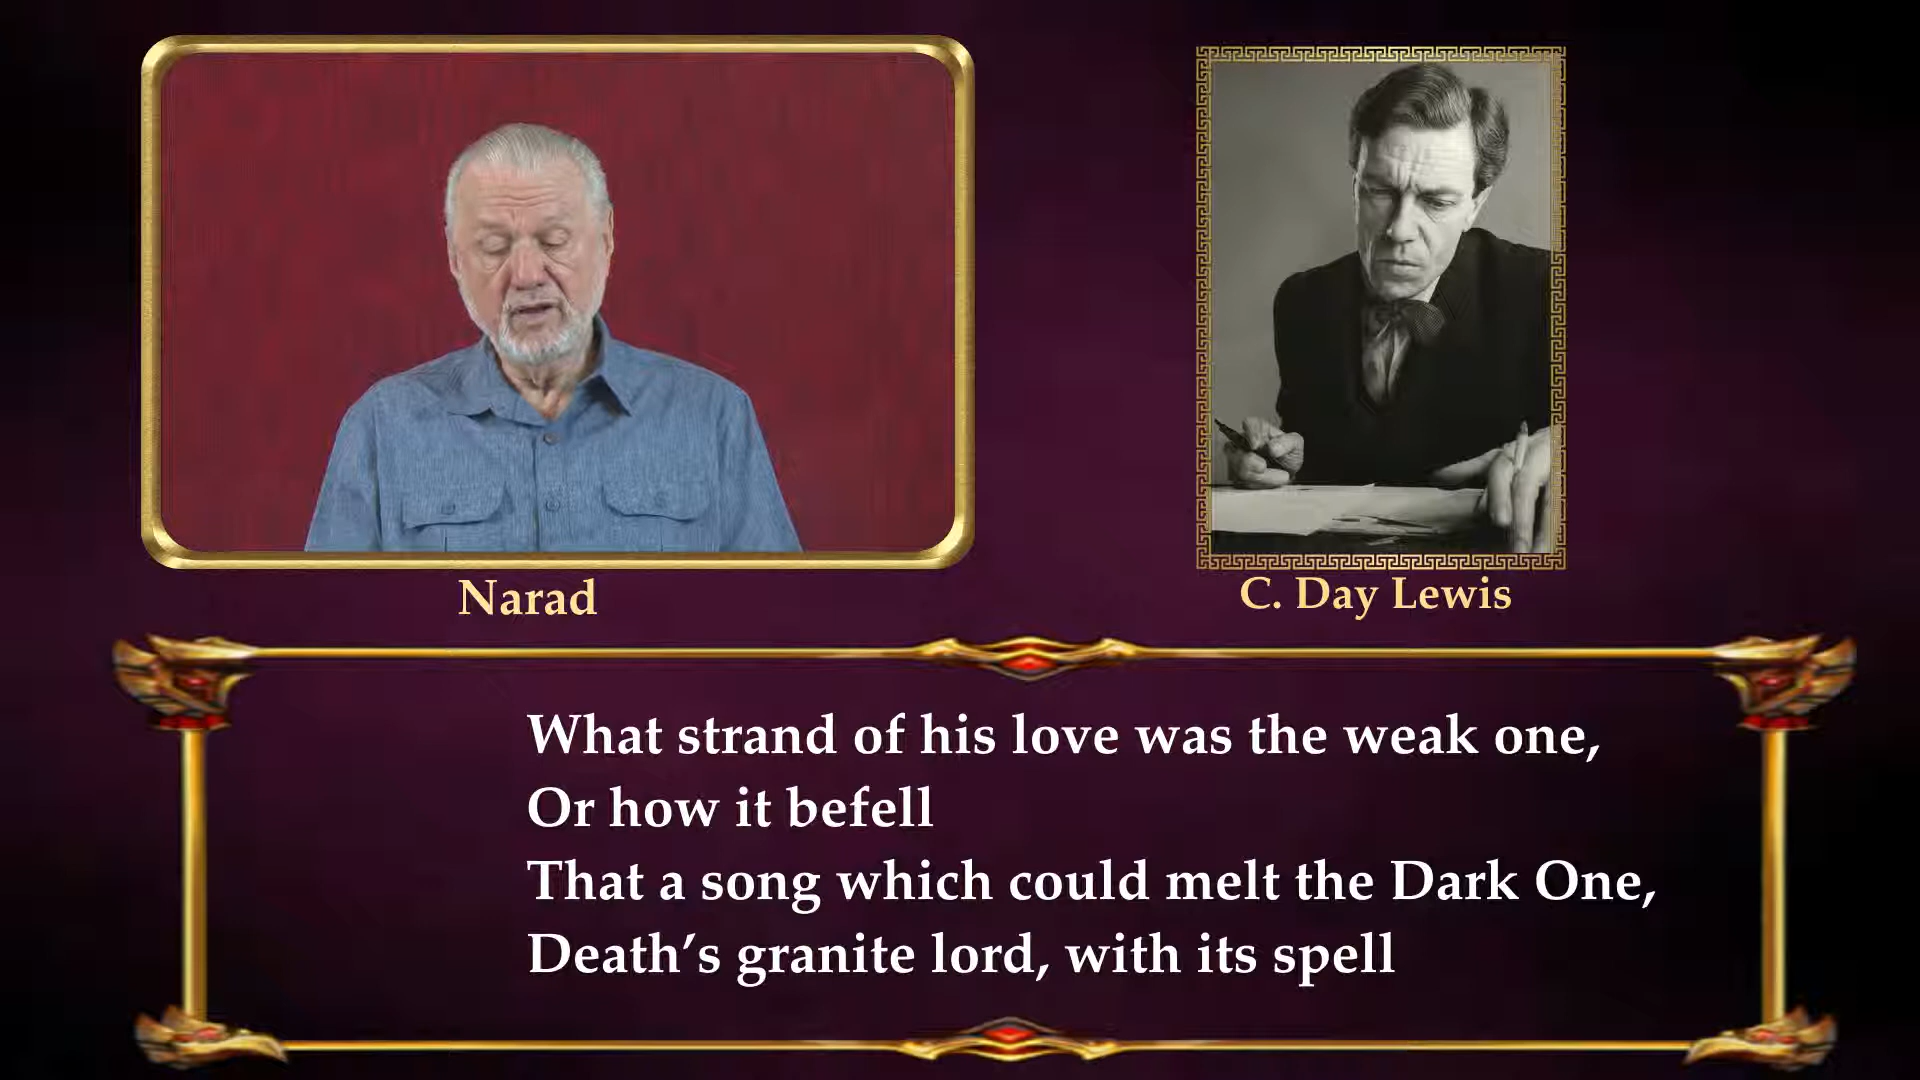 Narad
C. Day Lewis
What strand of his love was the weak one,
Or how it befell
That a song which could melt the Dark One,
Death’s granite lord, with its spell